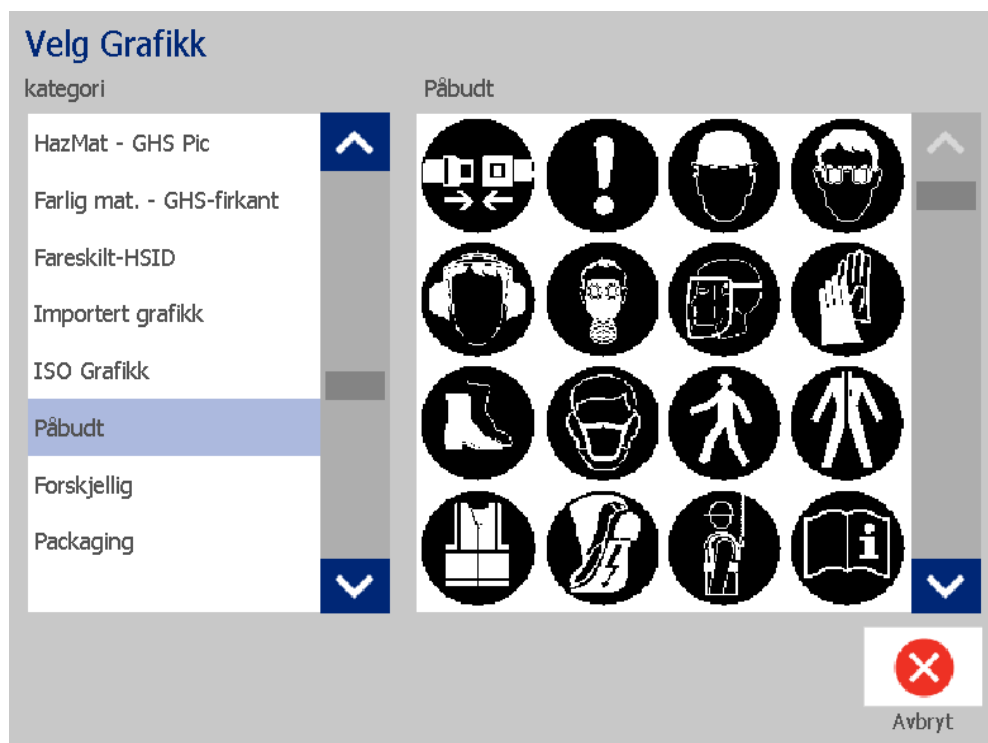 Velg Grafikk
kategori
Påbudt
HazMat - GHS Pic
Farlig mat. - GHS-firkant
Fareskilt-HSID
Importert grafikk
ISO Grafikk
Påbudt
Forskjellig
Packaging
i
Avbryt